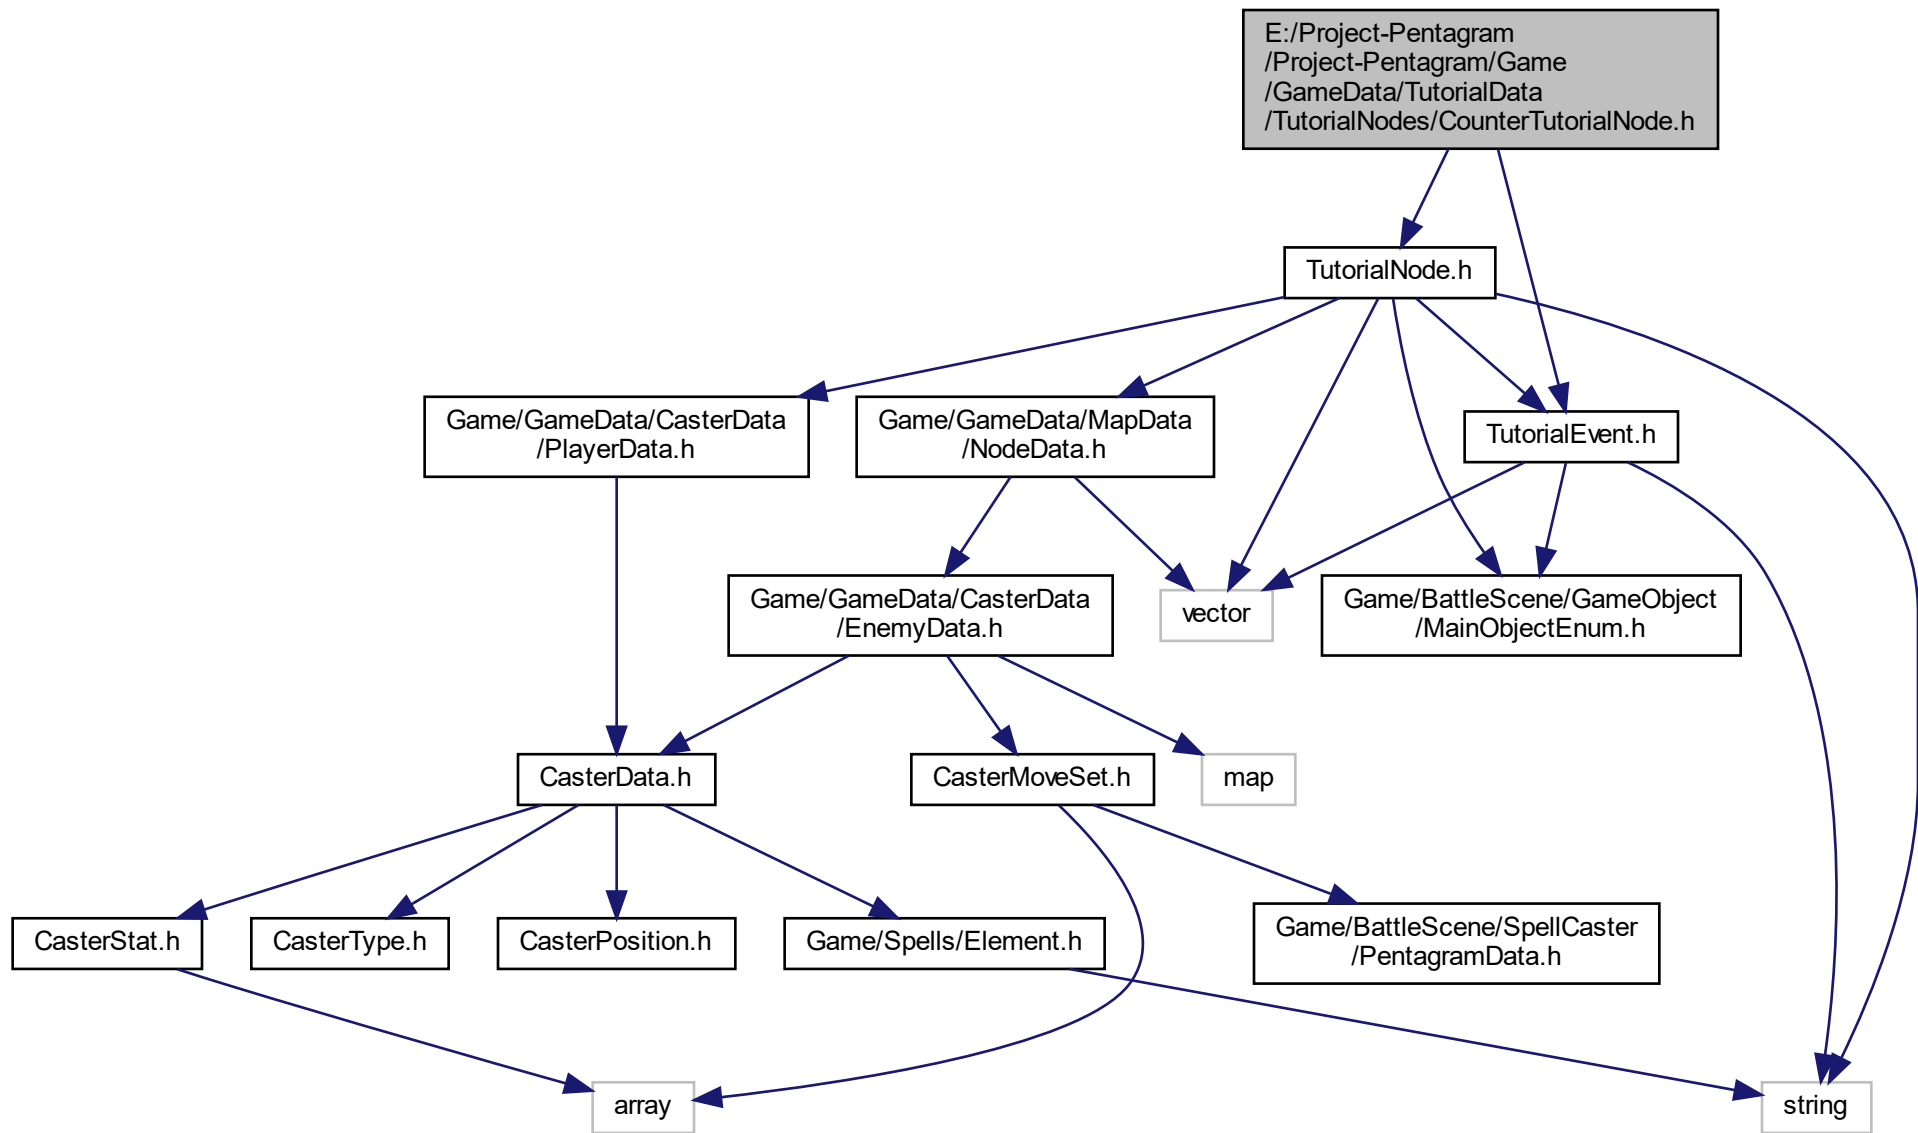 E:/Project-Pentagram
/Project-Pentagram/Game
/GameData/TutorialData
/TutorialNodes/CounterTutorialNode.h
TutorialNode.h
Game/GameData/CasterData
/PlayerData.h
Game/GameData/MapData
/NodeData.h
TutorialEvent.h
Game/GameData/CasterData
/EnemyData.h
vector
Game/BattleScene/GameObject
/MainObjectEnum.h
CasterData.h
CasterMoveSet.h
map
CasterStat.h
CasterType.h
CasterPosition.h
Game/Spells/Element.h
Game/BattleScene/SpellCaster
/PentagramData.h
array
string